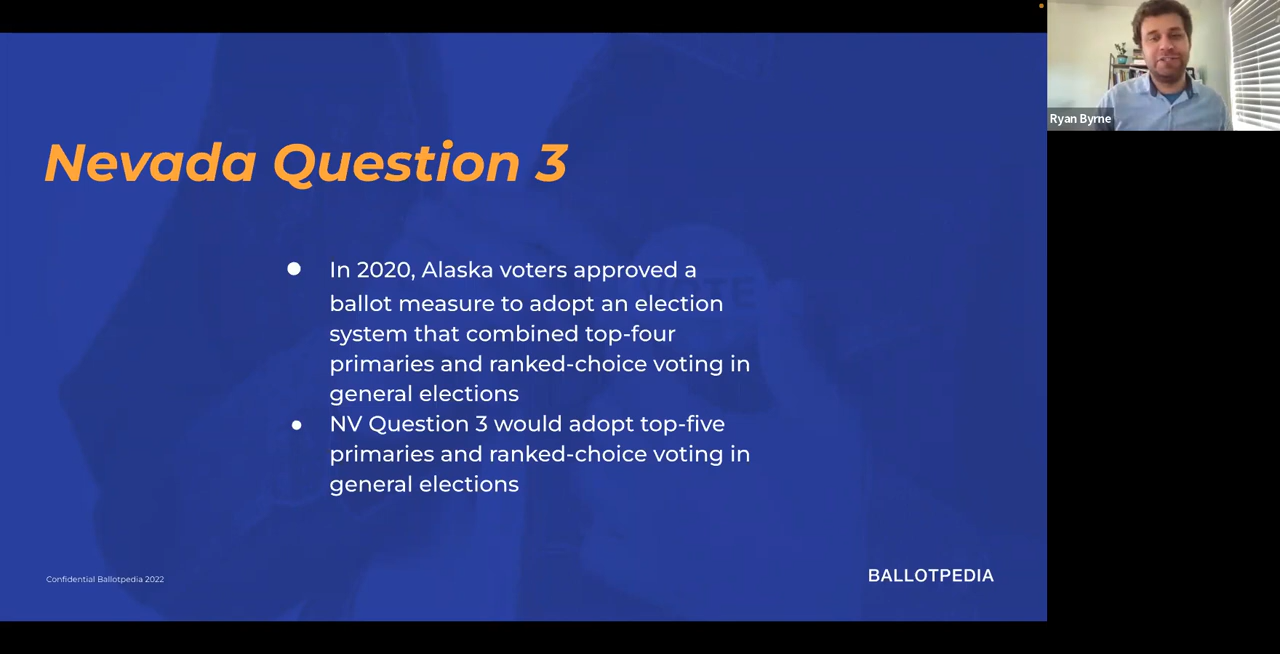 Nevada Question 3
In 2020, Alaska voters approved a
ballot measure to adopt an election
system that combined top-four
primaries and ranked-choice voting in
general elections
NV Question 3 would adopt top-five
primaries and ranked-choice voting in
general elections
Confidential Ballotpedia 2022
BALLOTPEDIA
Ryan Byrne
VOTE